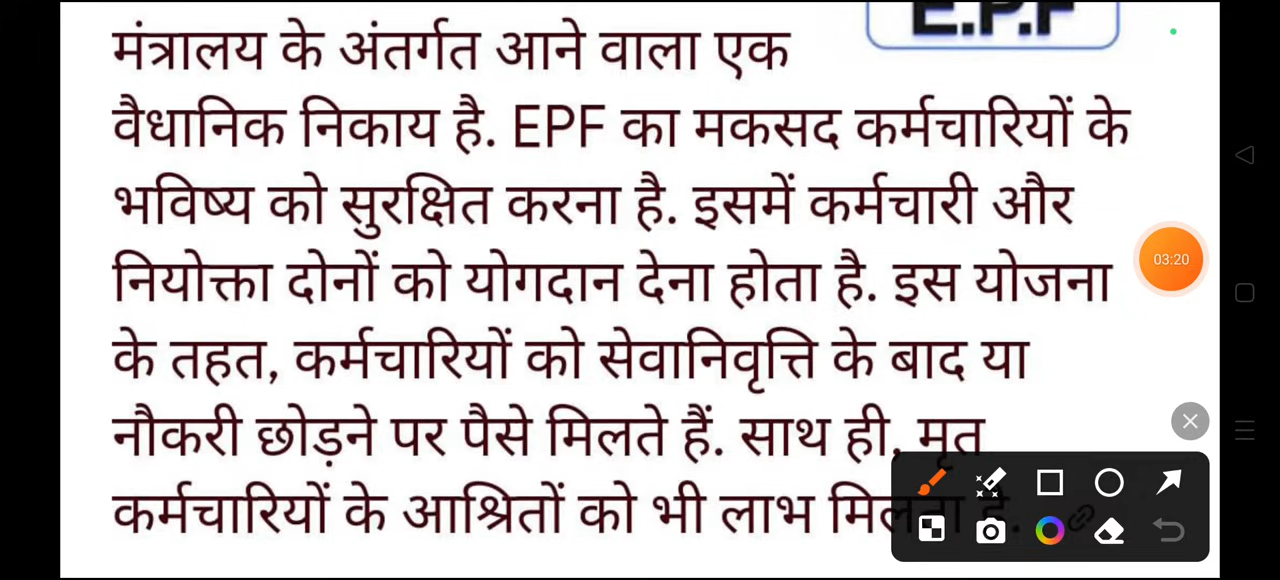 E.P.F
मंत्रालय के अंतर्गत आने वाला एक
वैधानिक निकाय है. EPF का मकसद कर्मचारियों के
भविष्य को सुरक्षित करना है. इसमें कर्मचारी और
नियोक्ता दोनों को योगदान देना होता है. इस योजना
03:20
के तहत, कर्मचारियों को सेवानिवृत्ति के बाद या
नौकरी छोड़ने पर पैसे मिलते हैं. साथ ही, मृत
कर्मचारियों के आश्रितों को भी लाभ मिलता है.